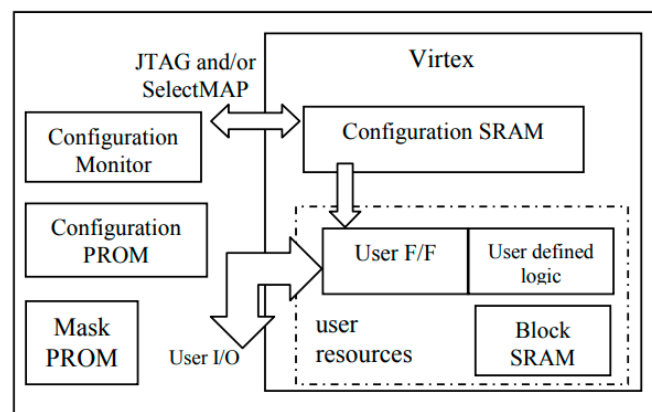 JTAG and/or
SelectMAP
Virtex
Configuration
Monitor
Configuration SRAM
Configuration
PROM
User F/F
User defined
logic
Mask
PROM
User I/O
user
resources
Block
SRAM